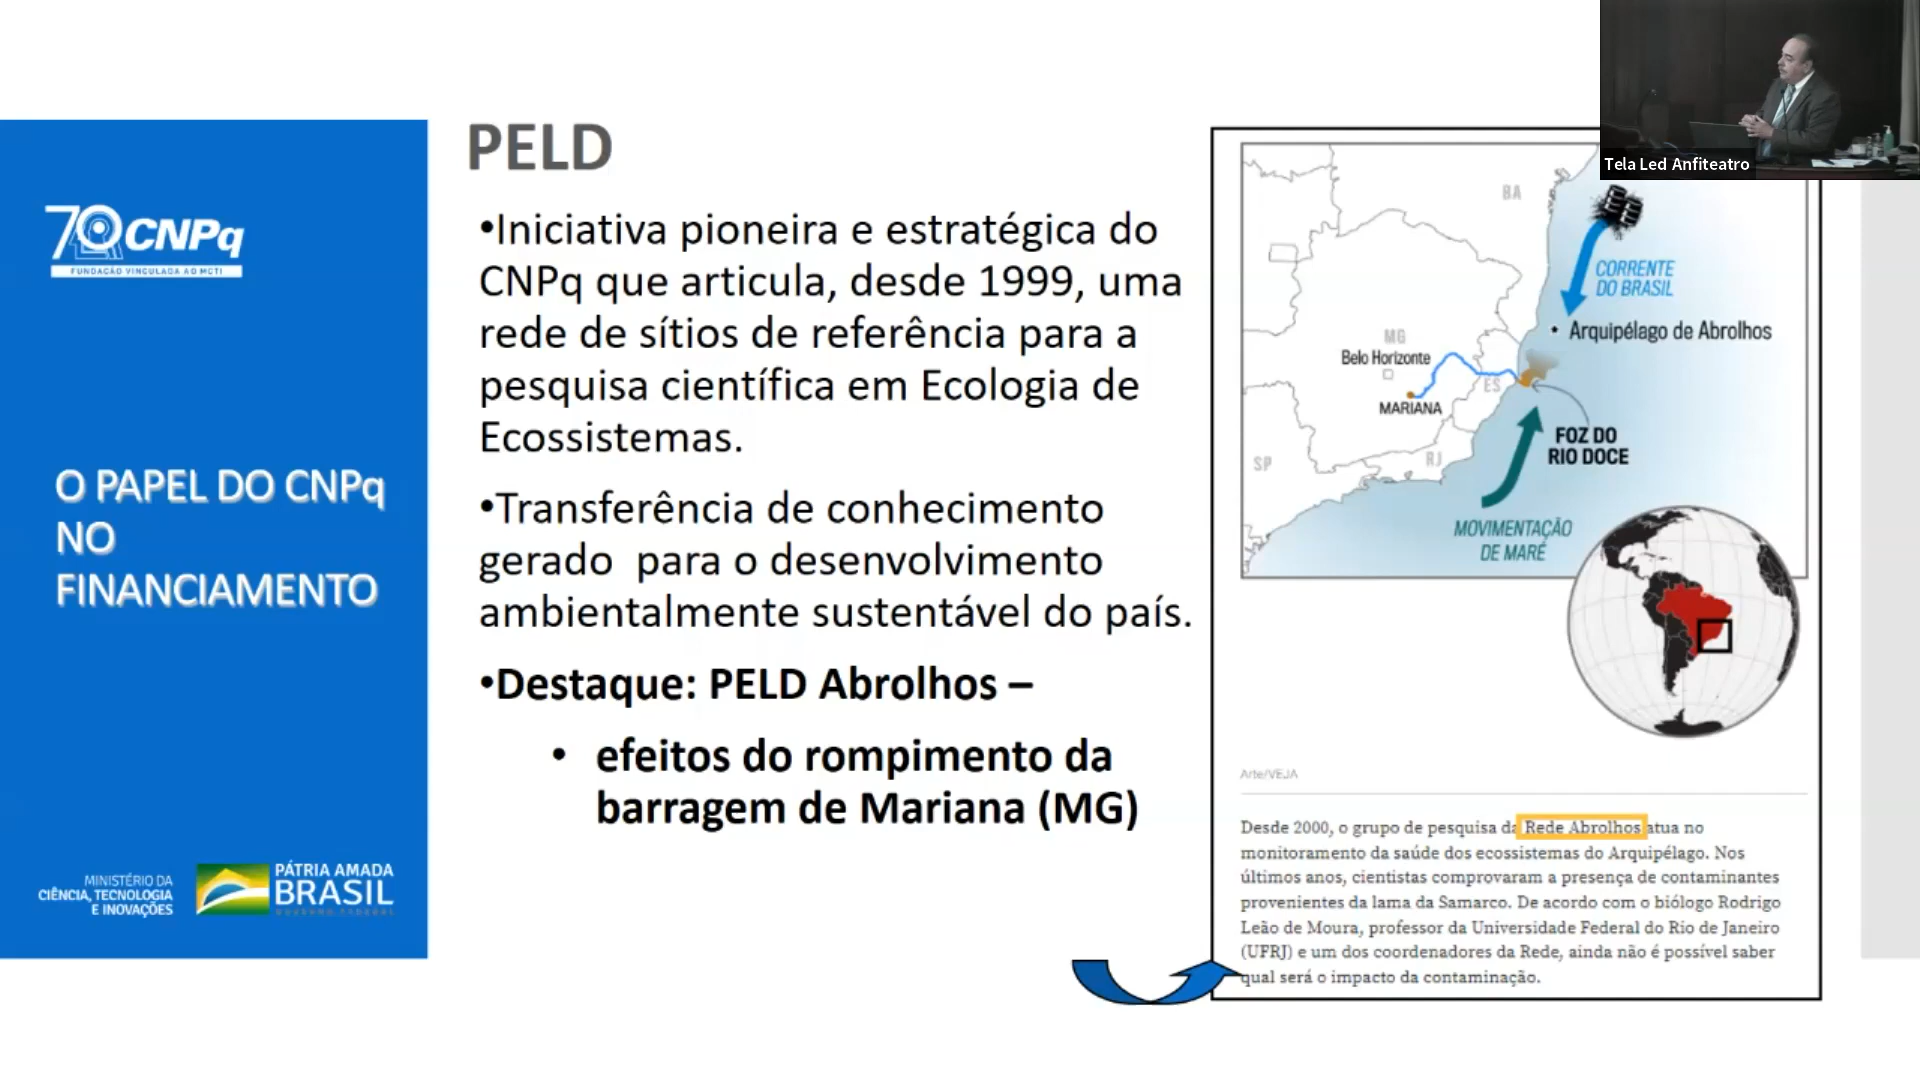 Tela Led Anfiteatro
70 CNPq
FUNDAÇÃO VINCULADA AO MCTI
O PAPEL DO CNPq
NO
FINANCIAMENTO
MINISTÉRIO DA
CIÊNCIA, TECNOLOGIA
E INOVAÇÕES
PÁTRIA AMADA
BRASIL
GOVERNO FEDERAL
PELD
•Iniciativa pioneira e estratégica do
CNPq que articula, desde 1999, uma
rede de sítios de referência para a
pesquisa científica em Ecologia de
Ecossistemas.
•Transferência de conhecimento
gerado para o desenvolvimento
ambientalmente sustentável do país.
•Destaque: PELD Abrolhos –
• efeitos do rompimento da
barragem de Mariana (MG)
BA
CORRENTE
DO BRASIL
Arquipélago de Abrolhos
MG
Belo Horizonte
ES
MARIANA
FOZ DO
RIO DOCE
SP
RJ
MOVIMENTAÇÃO
DE MARÉ
Arte/VEJA
Desde 2000, o grupo de pesquisa da Rede Abrolhos atua no
monitoramento da saúde dos ecossistemas do Arquipélago. Nos
últimos anos, cientistas comprovaram a presença de contaminantes
provenientes da lama da Samarco. De acordo com o biólogo Rodrigo
Leão de Moura, professor da Universidade Federal do Rio de Janeiro
(UFRJ) e um dos coordenadores da Rede, ainda não é possível saber
qual será o impacto da contaminação.